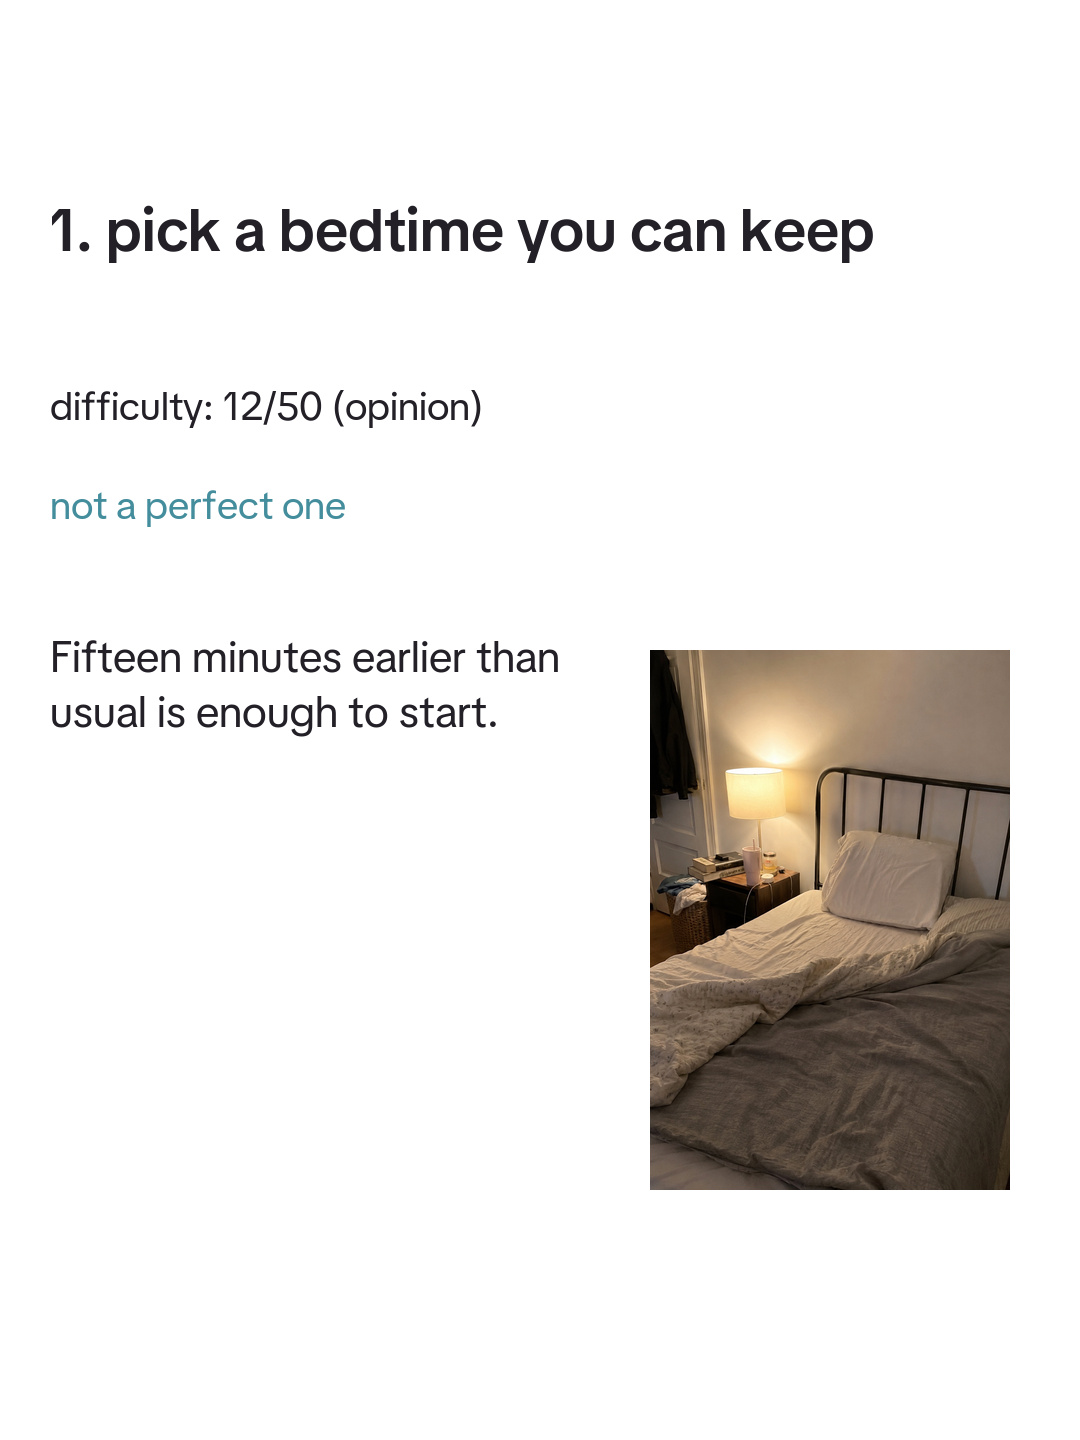 1. pick a bedtime you can keep
difficulty: 12/50 (opinion)
not a perfect one
Fifteen minutes earlier than
usual is enough to start.